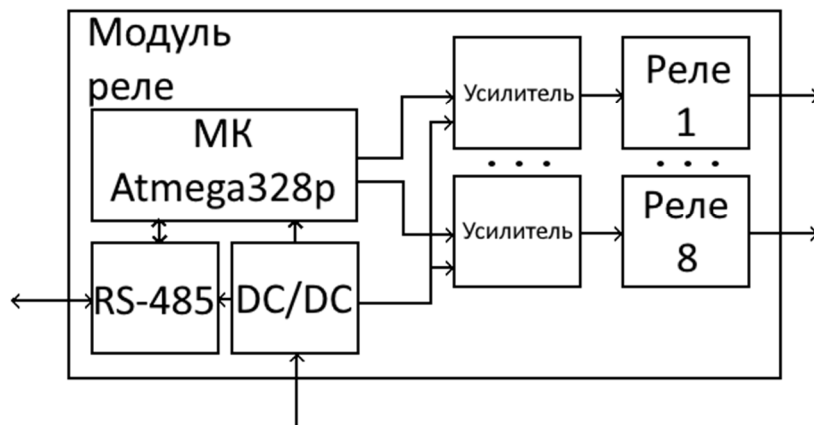 Модуль
реле
МК
Atmega328p
RS-485
DC/DC
Усилитель
Реле
1
. . .
. . .
Усилитель
Реле
8